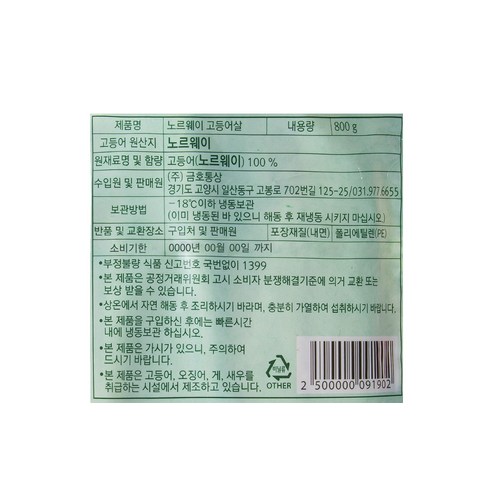 제품명 노르웨이 고등어살 내용량 800 g
고등어 원산지 노르웨이
원재료명 및 함량 고등어(노르웨이) 100 %
수입원 및 판매원 (주) 금호통상
경기도 고양시 일산동구 고봉로 702번길 125-25/031.977.6655
보관방법 -18℃이하 냉동보관
(이미 냉동된 바 있으니 해동 후 재냉동 시키지 마십시오)
반품 및 교환장소 구입처 및 판매원 포장재질(내면) 폴리에틸렌(PE)
소비기한 0000년 00월 00일 까지
•부정불량 식품 신고번호 국번없이 1399
•본 제품은 공정거래위원회 고시 소비자 분쟁해결기준에 의거 교환 또는
보상 받을 수 있습니다.
•상온에서 자연 해동 후 조리하시기 바라며, 충분히 가열하여 섭취하시기 바랍니다.
•본 제품을 구입하신 후에는 빠른시간
내에 냉동보관 하십시오.
•본 제품은 가시가 있으니, 주의하여
드시기 바랍니다.
•본 제품은 고등어, 오징어, 게, 새우를
취급하는 시설에서 제조하고 있습니다.
비닐류
OTHER
2 500000 091902